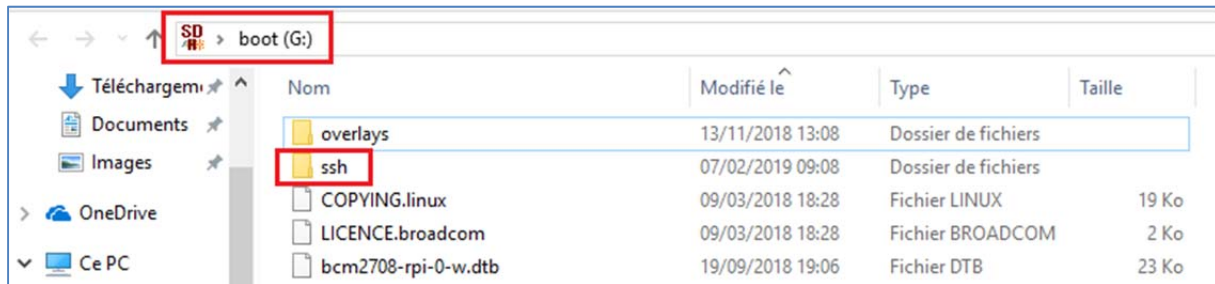 SD boot (G:)
Téléchargem
Documents
Images
OneDrive
Ce PC
Nom Modifié le Type Taille
overlays 13/11/2018 13:08 Dossier de fichiers
ssh 07/02/2019 09:08 Dossier de fichiers
COPYING.linux 09/03/2018 18:28 Fichier LINUX 19 Ko
LICENCE.broadcom 09/03/2018 18:28 Fichier BROADCOM 2 Ko
bcm2708-rpi-0-w.dtb 19/09/2018 19:06 Fichier DTB 23 Ko